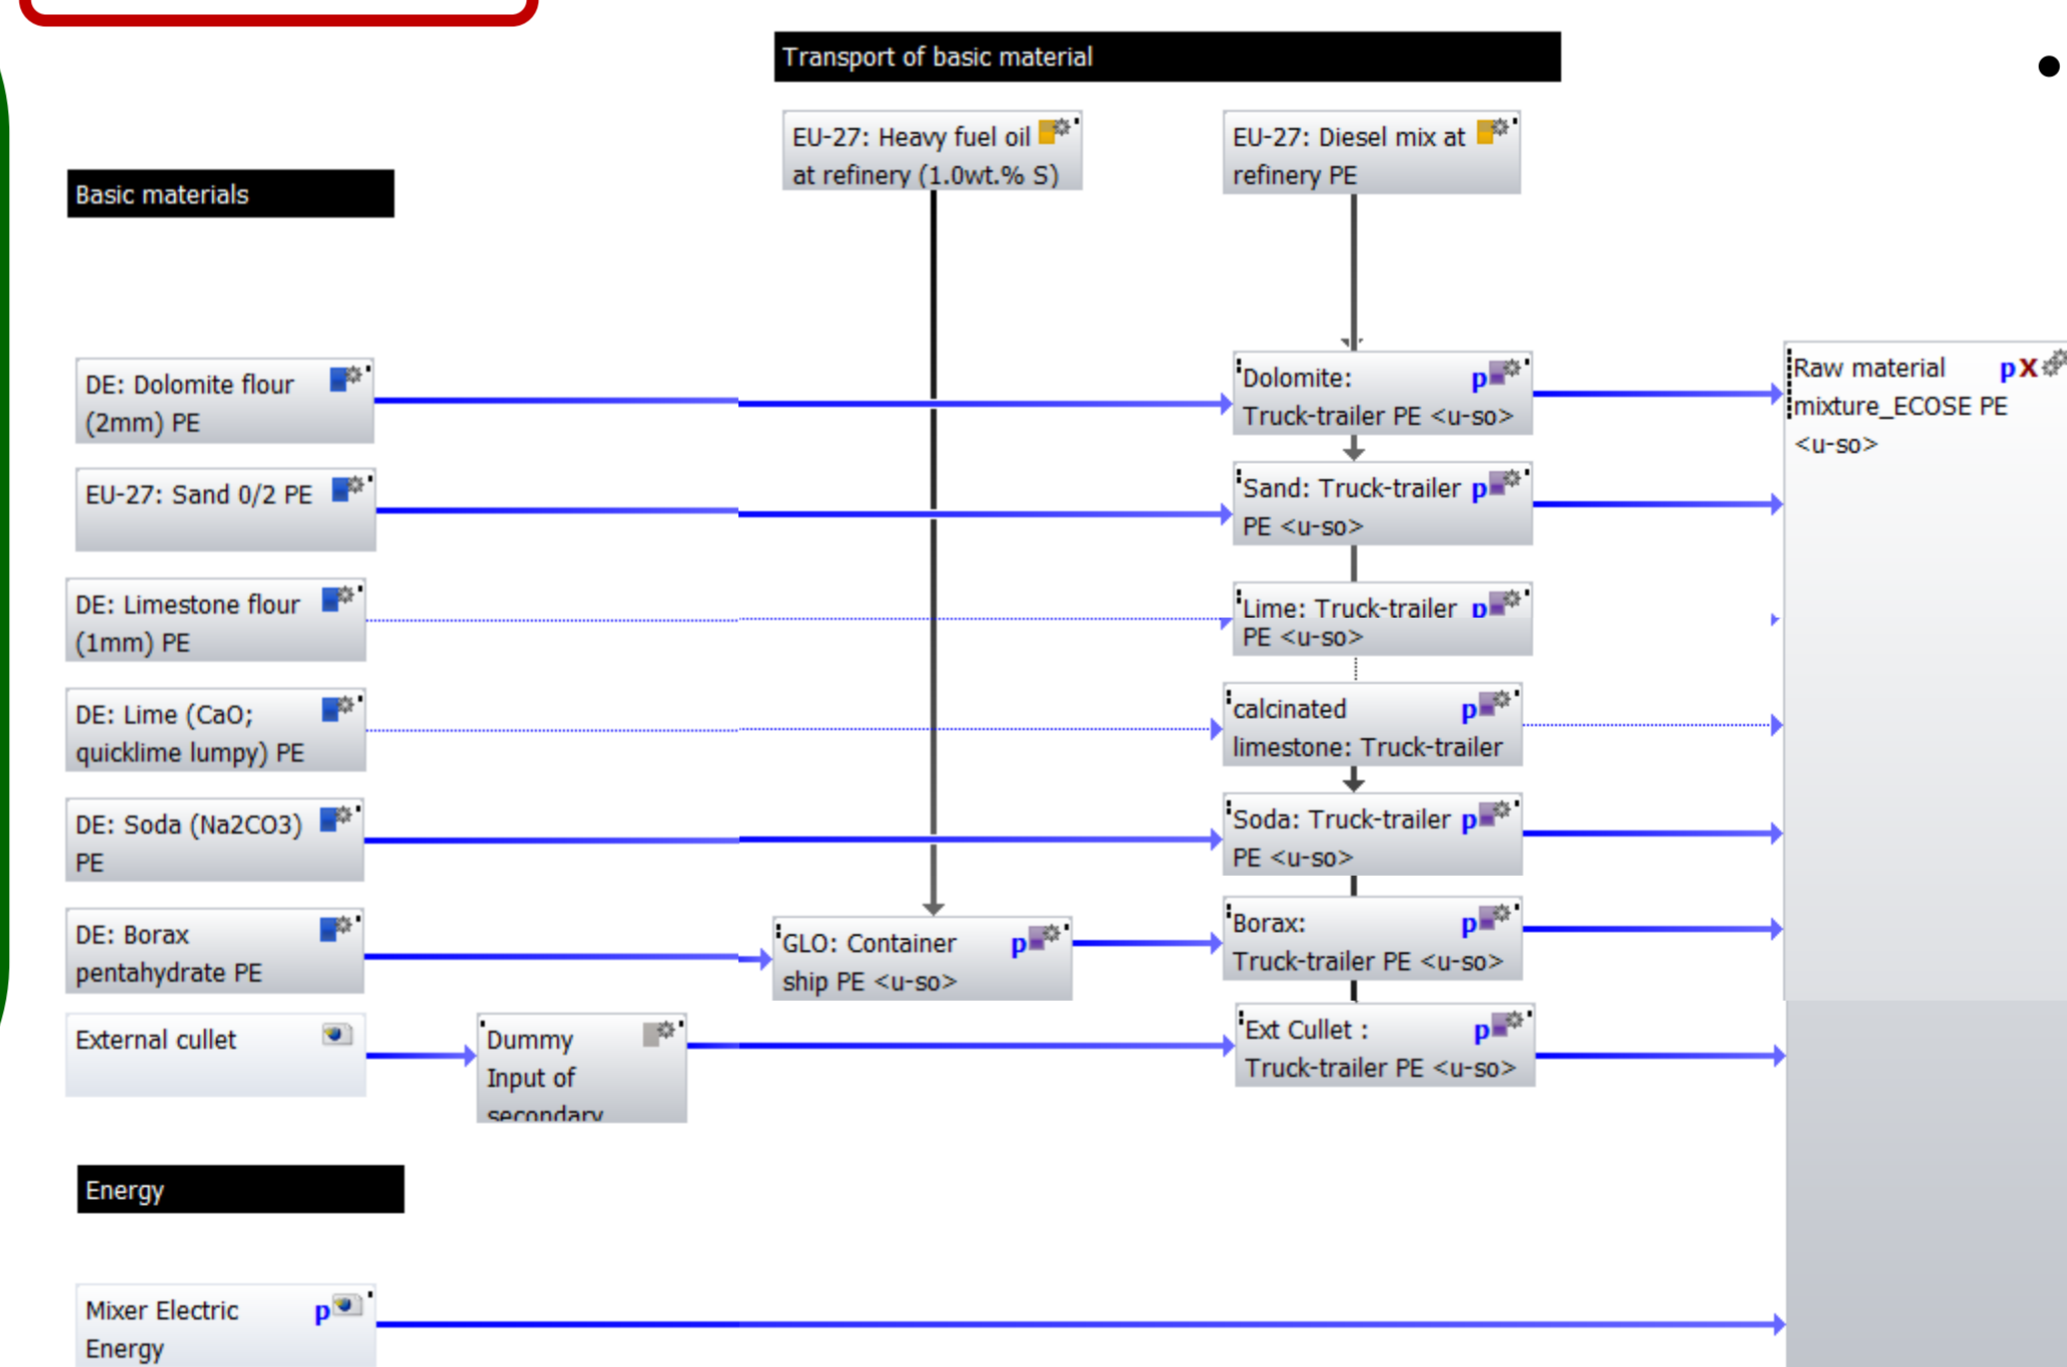 Transport of basic material
EU-27: Heavy fuel oil
at refinery (1.0wt.% S)
EU-27: Diesel mix at
refinery PE
Basic materials
DE: Dolomite flour
(2mm) PE
Dolomite: p
Truck-trailer PE <u-so>
Raw material pX
mixture_ECOSE PE
<u-so>
EU-27: Sand 0/2 PE
Sand: Truck-trailer p
PE <u-so>
DE: Limestone flour
(1mm) PE
Lime: Truck-trailer p
PE <u-so>
DE: Lime (CaO;
quicklime lumpy) PE
calcinated p
limestone: Truck-trailer
DE: Soda (Na2CO3)
PE
Soda: Truck-trailer p
PE <u-so>
DE: Borax
pentahydrate PE
GLO: Container p
ship PE <u-so>
Borax: p
Truck-trailer PE <u-so>
External cullet
Dummy
Input of
secondary
Ext Cullet : p
Truck-trailer PE <u-so>
Energy
Mixer Electric p
Energy